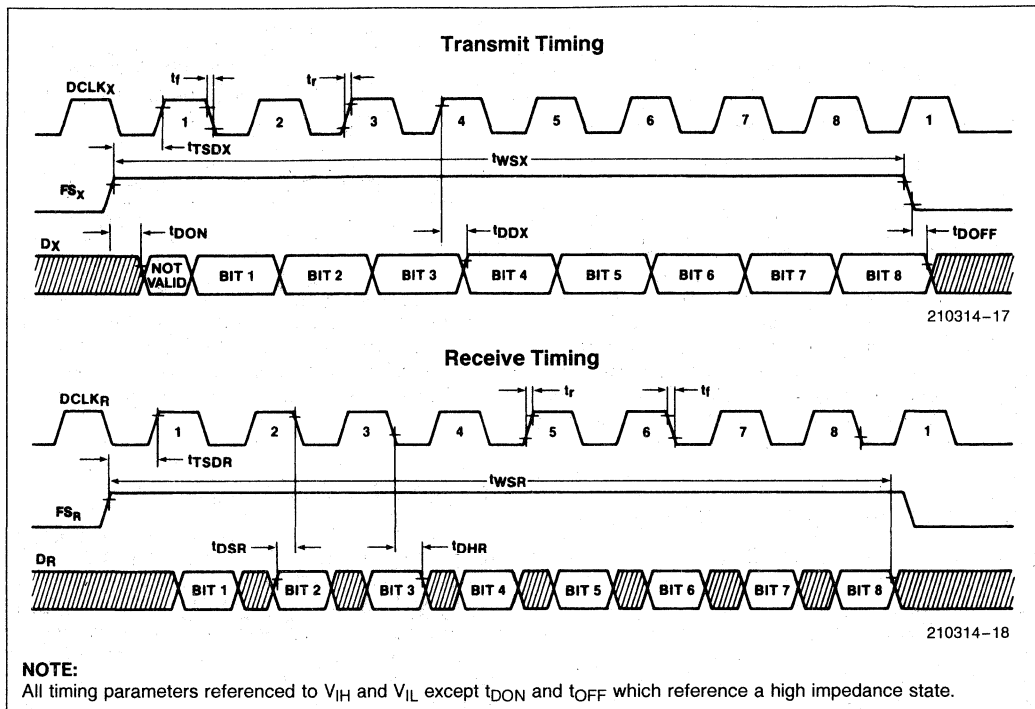 Transmit Timing
tf
tr
DCLKX
1 2 3 4 5 6 7 8 1
tTSDX
tWSX
FSX
tDON
tDDX
tDOFF
DX
NOT VALID BIT 1 BIT 2 BIT 3 BIT 4 BIT 5 BIT 6 BIT 7 BIT 8
210314–17
Receive Timing
DCLKR
tr
tf
1 2 3 4 5 6 7 8 1
tTSDR
tWSR
FSR
tDSR
tDHR
DR
BIT 1 BIT 2 BIT 3 BIT 4 BIT 5 BIT 6 BIT 7 BIT 8
210314–18
NOTE:
All timing parameters referenced to VIH and VIL except tDON and tOFF which reference a high impedance state.